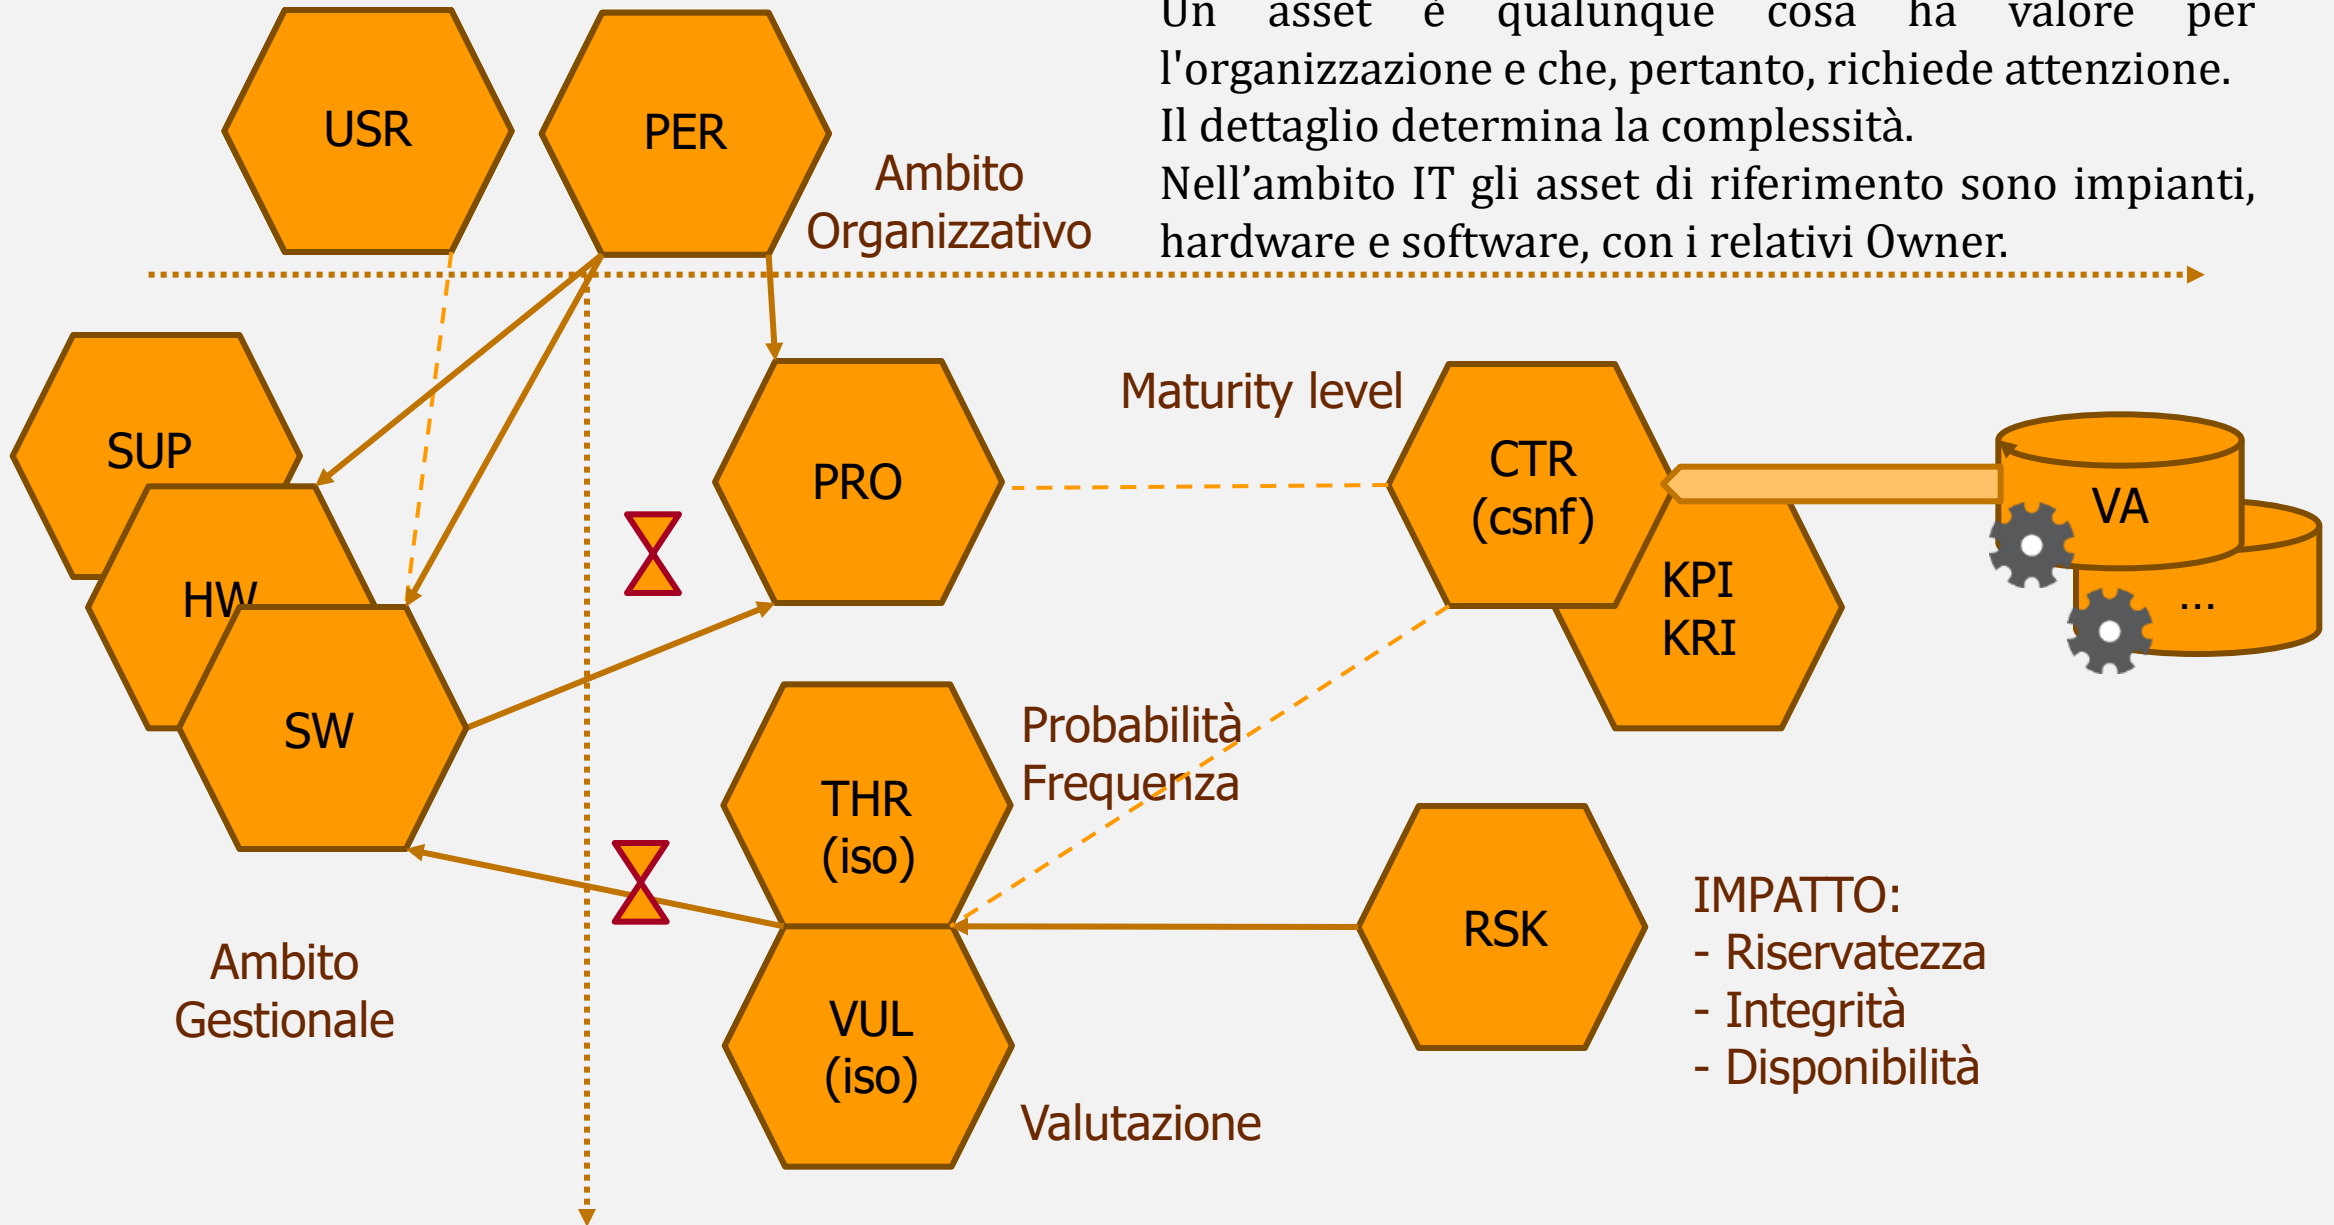 Un asset è qualunque cosa ha valore per
l'organizzazione e che, pertanto, richiede attenzione.
Il dettaglio determina la complessità.
Nell’ambito IT gli asset di riferimento sono impianti,
hardware e software, con i relativi Owner.
USR
PER
Ambito
Organizzativo
SUP
HW
SW
PRO
Maturity level
CTR
(csnf)
KPI
KRI
VA
...
Probabilità
Frequenza
THR
(iso)
VUL
(iso)
RSK
IMPATTO:
- Riservatezza
- Integrità
- Disponibilità
Ambito
Gestionale
Valutazione